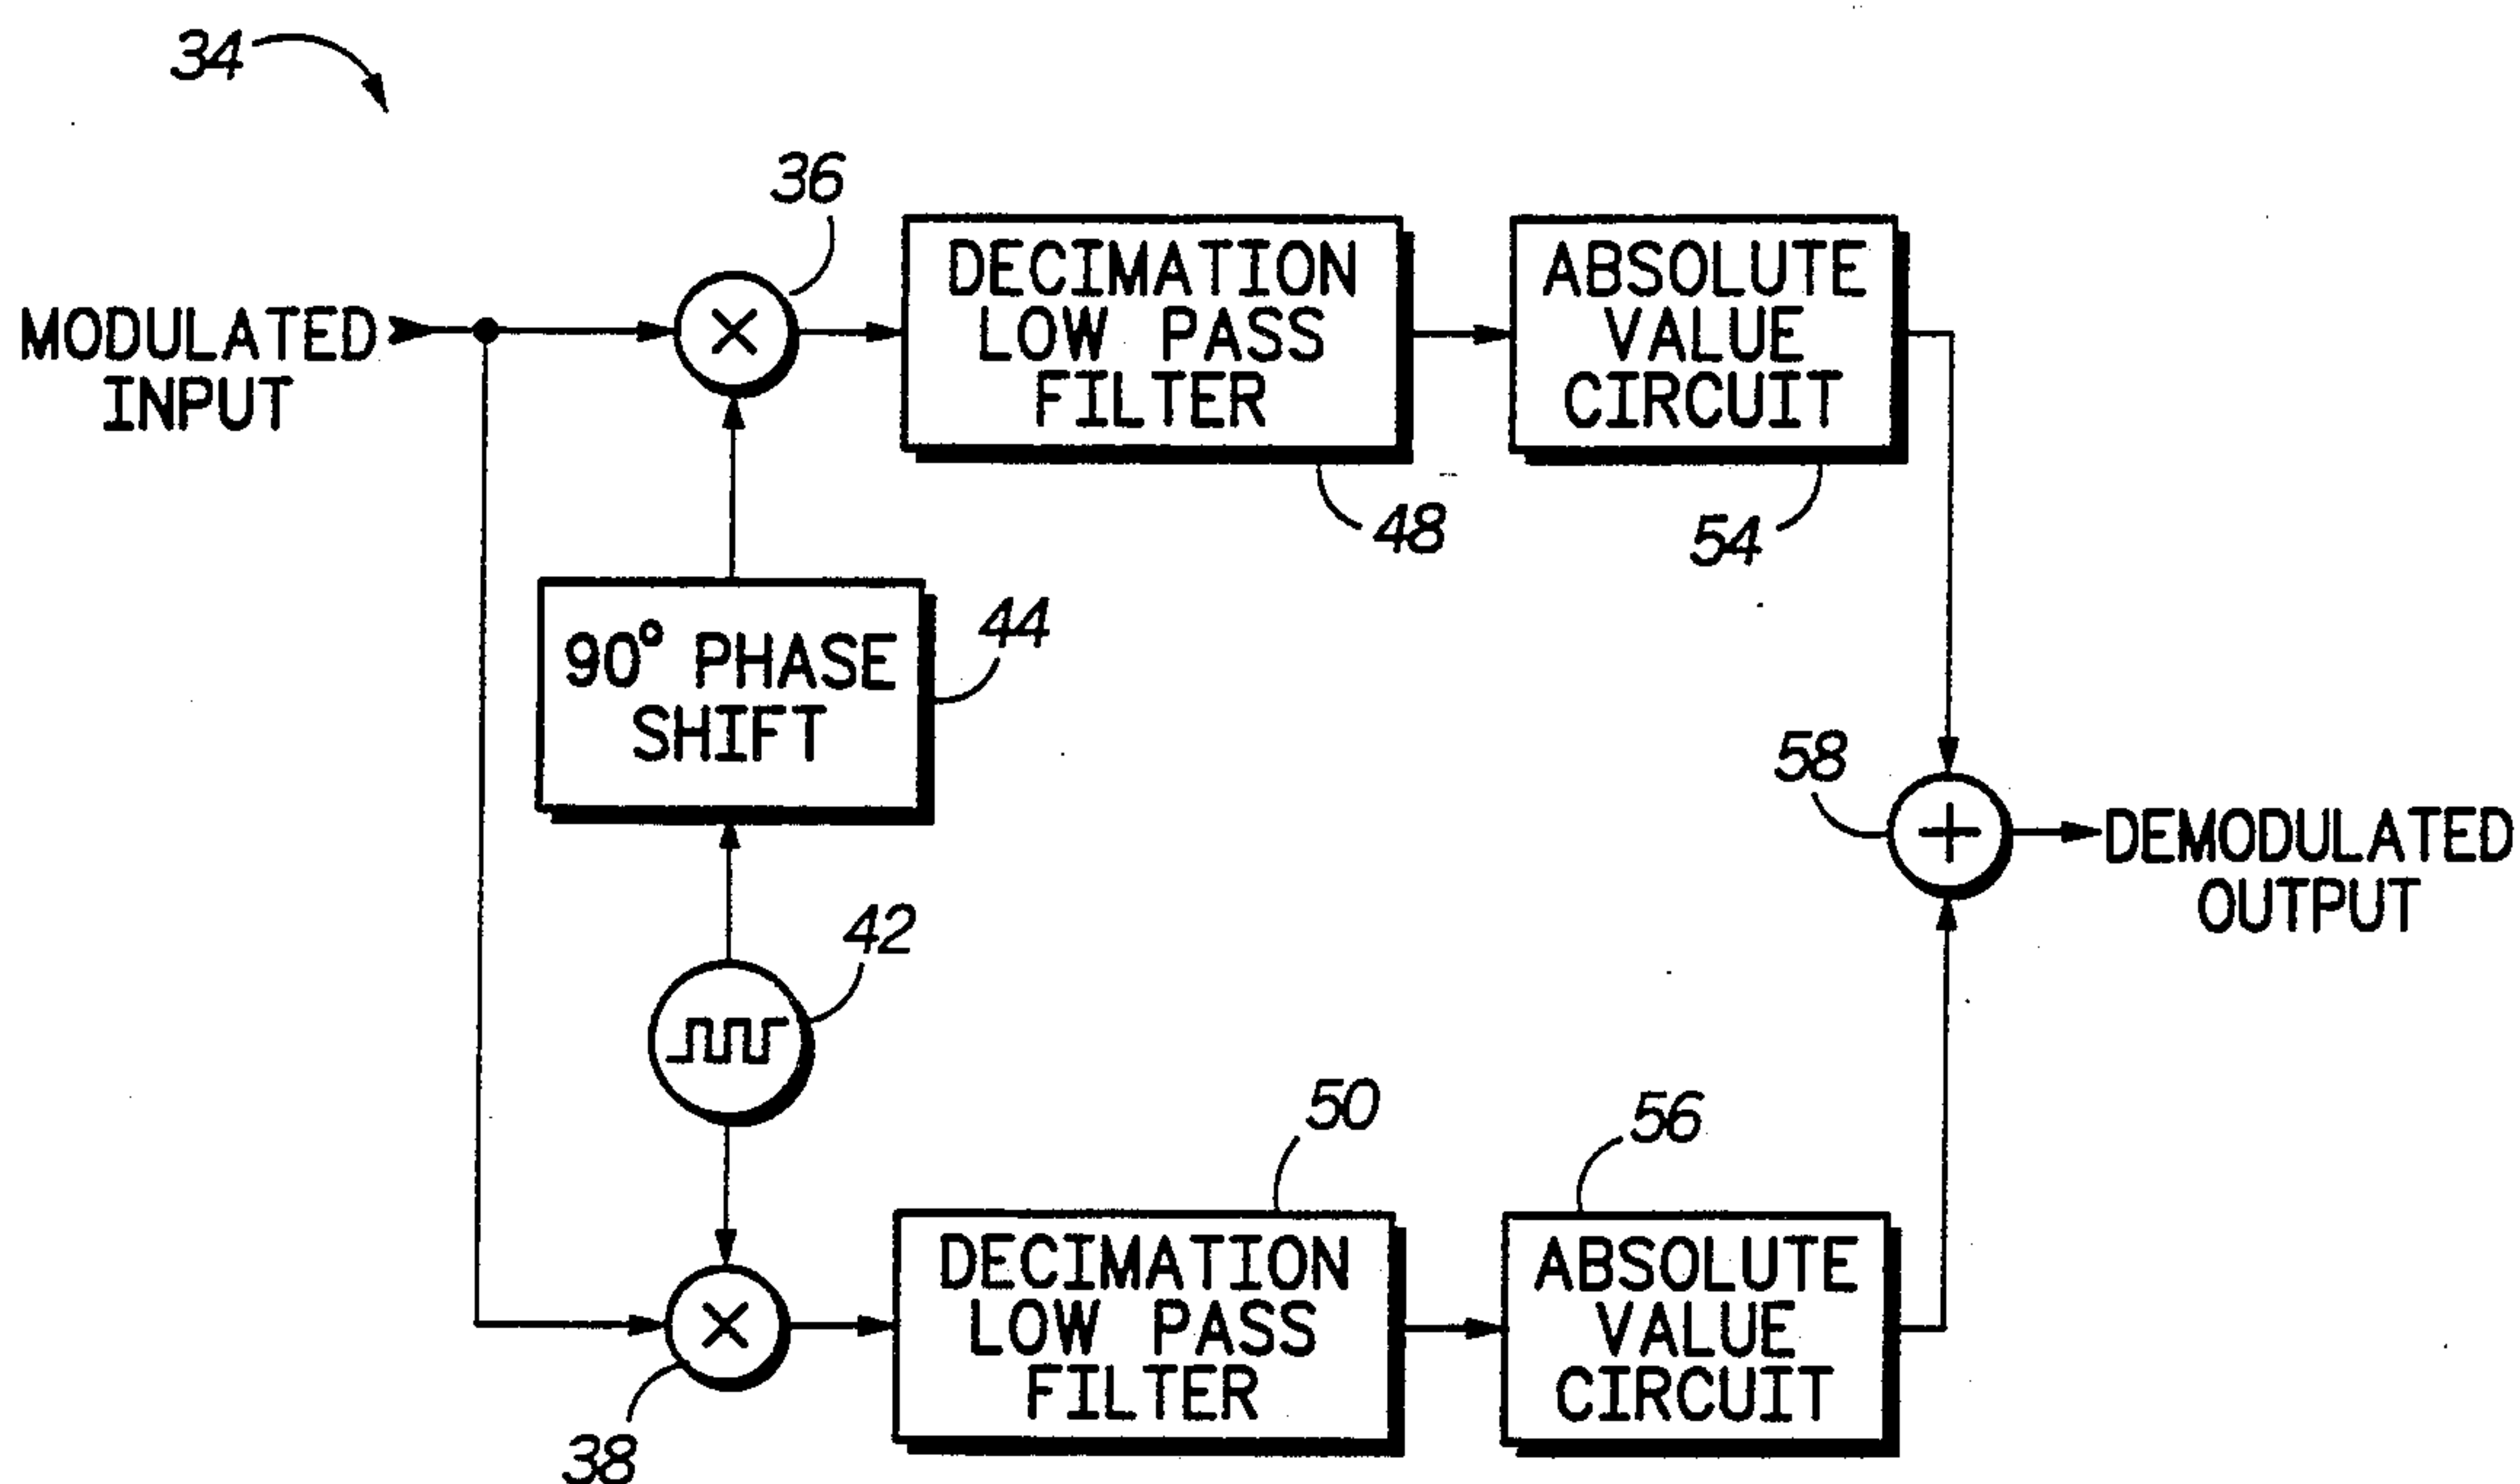 34
36
MODULATED
INPUT
DECIMATION
LOW PASS
FILTER
48
ABSOLUTE
VALUE
CIRCUIT
54
90° PHASE
SHIFT
44
42
58
DEMODULATED
OUTPUT
38
50
DECIMATION
LOW PASS
FILTER
56
ABSOLUTE
VALUE
CIRCUIT